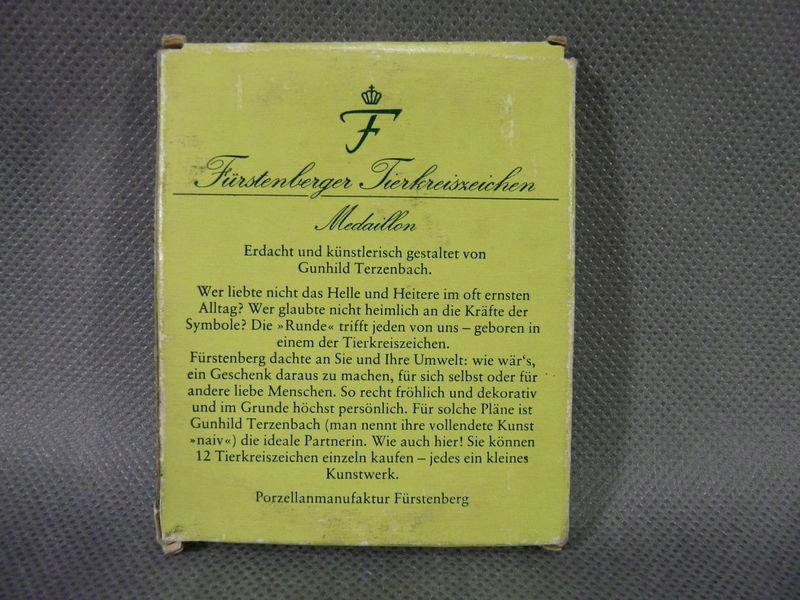 F
Fürstenberger Tierkreiszeichen
Medaillon
Erdacht und künstlerisch gestaltet von
Gunhild Terzenbach.
Wer liebte nicht das Helle und Heitere im oft ernsten
Alltag? Wer glaubte nicht heimlich an die Kräfte der
Symbole? Die »Runde« trifft jeden von uns – geboren in
einem der Tierkreiszeichen.
Fürstenberg dachte an Sie und Ihre Umwelt: wie wär's,
ein Geschenk daraus zu machen, für sich selbst oder für
andere liebe Menschen. So recht fröhlich und dekorativ
und im Grunde höchst persönlich. Für solche Pläne ist
Gunhild Terzenbach (man nennt ihre vollendete Kunst
»naiv«) die ideale Partnerin. Wie auch hier! Sie können
12 Tierkreiszeichen einzeln kaufen – jedes ein kleines
Kunstwerk.
Porzellanmanufaktur Fürstenberg